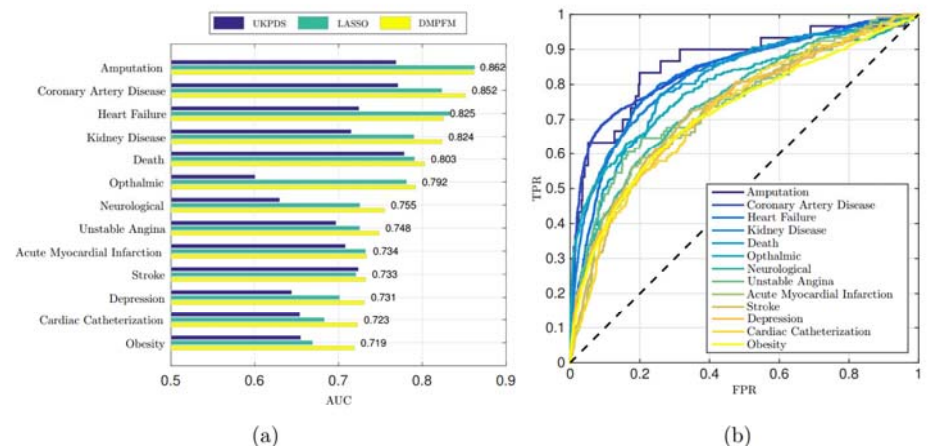 UKPDS LASSO DMPFM
Amputation 0.862
Coronary Artery Disease 0.852
Heart Failure 0.825
Kidney Disease 0.824
Death 0.803
Opthalmic 0.792
Neurological 0.755
Unstable Angina 0.748
Acute Myocardial Infarction 0.734
Stroke 0.733
Depression 0.731
Cardiac Catheterization 0.723
Obesity 0.719
0.5 0.6 0.7 0.8 0.9
AUC
(a)
1
0.9
0.8
0.7
0.6
0.5
0.4
0.3
0.2
0.1
0
TPR
Amputation
Coronary Artery Disease
Heart Failure
Kidney Disease
Death
Opthalmic
Neurological
Unstable Angina
Acute Myocardial Infarction
Stroke
Depression
Cardiac Catheterization
Obesity
0 0.2 0.4 0.6 0.8 1
FPR
(b)